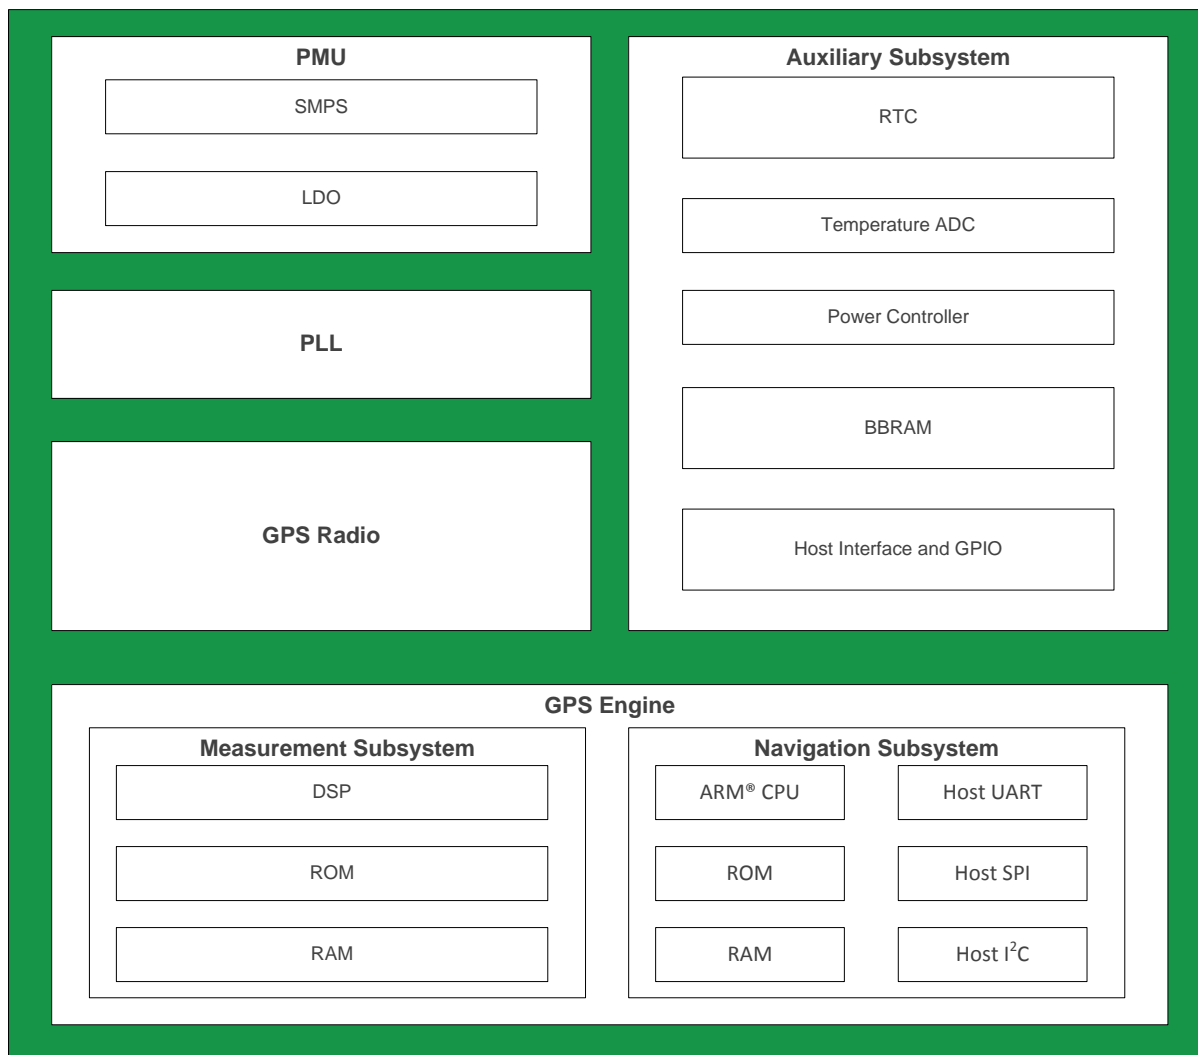 PMU
SMPS
LDO
PLL
GPS Radio
Auxiliary Subsystem
RTC
Temperature ADC
Power Controller
BBRAM
Host Interface and GPIO
GPS Engine
Measurement Subsystem
DSP
ROM
RAM
Navigation Subsystem
ARM® CPU
Host UART
ROM
Host SPI
RAM
Host I²C